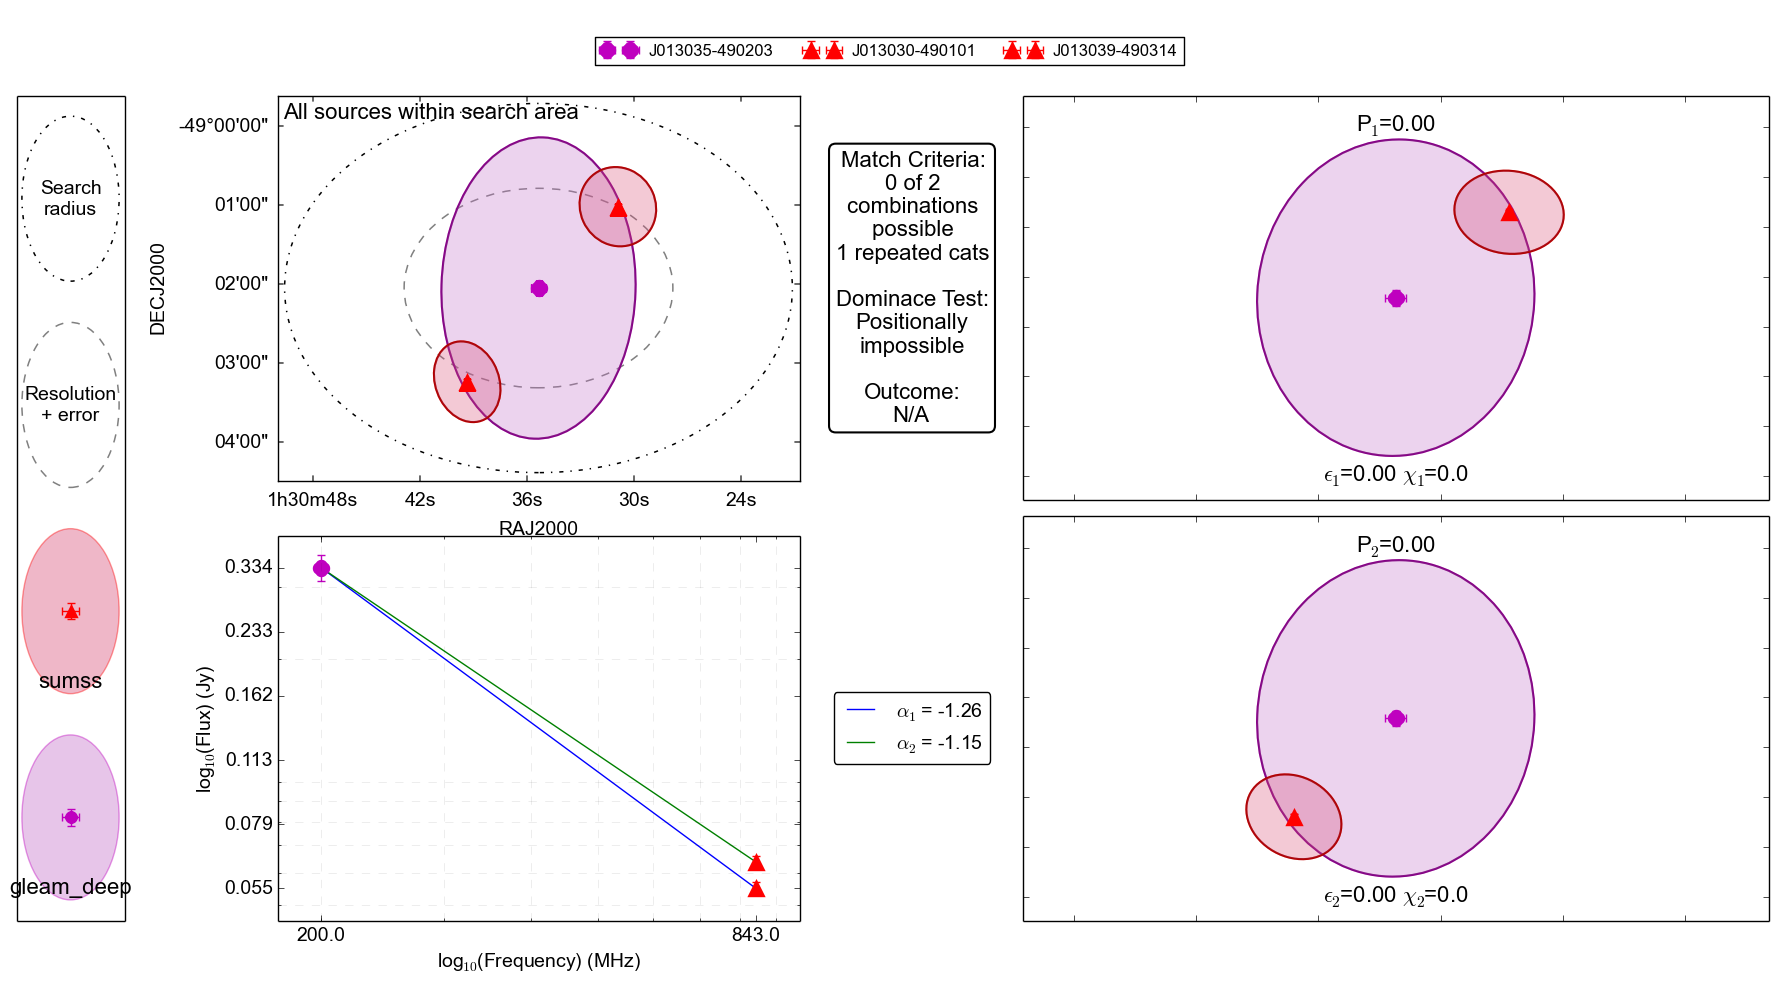 J013035-490203 J013030-490101 J013039-490314
Search
radius
Resolution
+ error
sumss
gleam_deep
All sources within search area
DECJ2000
-49°00'00"
01'00"
02'00"
03'00"
04'00"
1h30m48s 42s 36s 30s 24s
RAJ2000
Match Criteria:
0 of 2
combinations
possible
1 repeated cats
Dominace Test:
Positionally
impossible
Outcome:
N/A
P₁=0.00
ϵ₁=0.00 χ₁=0.0
P₂=0.00
ϵ₂=0.00 χ₂=0.0
log₁₀(Flux) (Jy)
0.334
0.233
0.162
0.113
0.079
0.055
200.0 843.0
log₁₀(Frequency) (MHz)
α₁ = -1.26
α₂ = -1.15